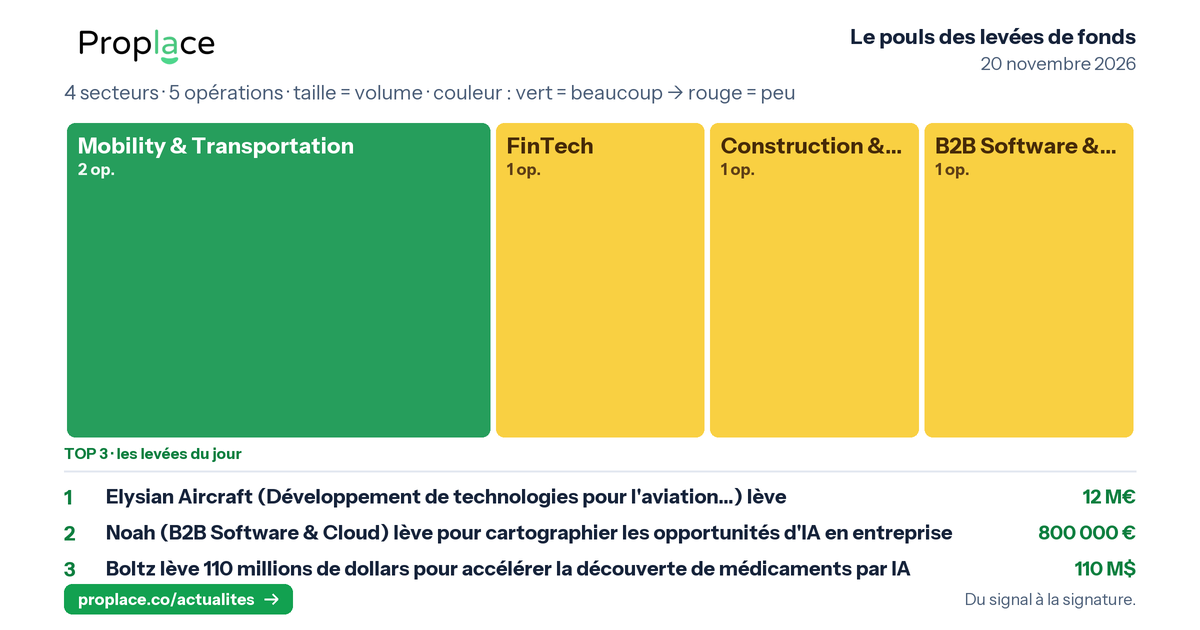 Proplace
Le pouls des levées de fonds
20 novembre 2026
4 secteurs · 5 opérations · taille = volume · couleur : vert = beaucoup → rouge = peu
Mobility & Transportation
2 op.
FinTech
1 op.
Construction &...
1 op.
B2B Software &...
1 op.
TOP 3 · les levées du jour
1 Elysian Aircraft (Développement de technologies pour l'aviation...) lève 12 M€
2 Noah (B2B Software & Cloud) lève pour cartographier les opportunités d'IA en entreprise 800 000 €
3 Boltz lève 110 millions de dollars pour accélérer la découverte de médicaments par IA 110 M$
proplace.co/actualites →
Du signal à la signature.